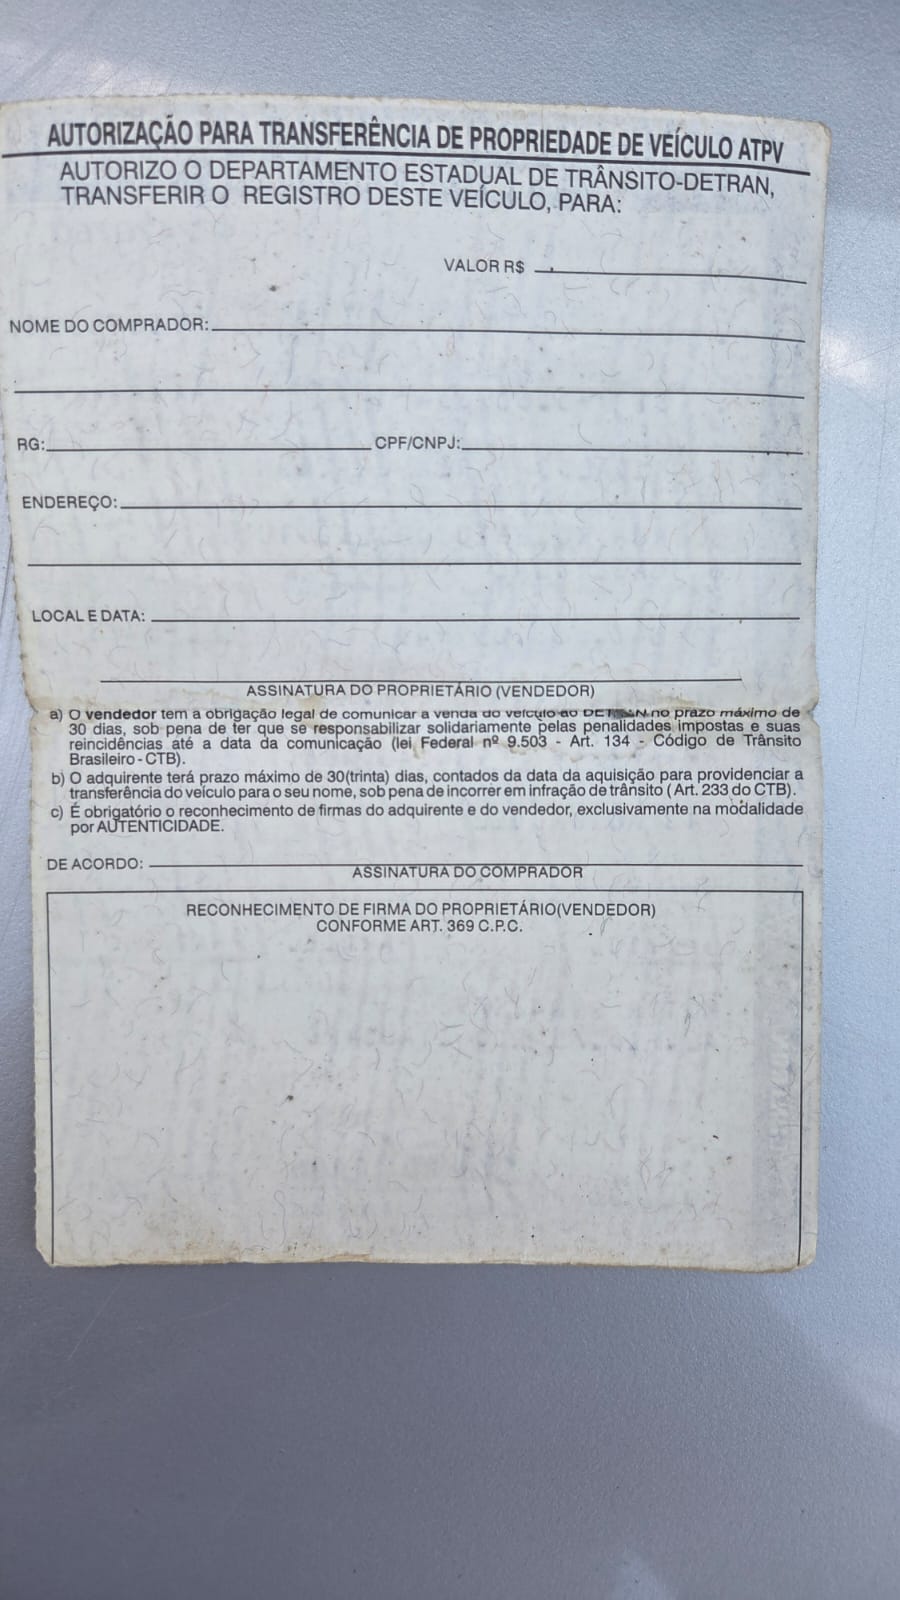 AUTORIZAÇÃO PARA TRANSFERÊNCIA DE PROPRIEDADE DE VEÍCULO ATPV
AUTORIZO O DEPARTAMENTO ESTADUAL DE TRÂNSITO-DETRAN,
TRANSFERIR O REGISTRO DESTE VEÍCULO, PARA:
VALOR R$
NOME DO COMPRADOR:
RG: CPF/CNPJ:
ENDEREÇO:
LOCAL E DATA:
ASSINATURA DO PROPRIETÁRIO (VENDEDOR)
a) O vendedor tem a obrigação legal de comunicar a venda do veículo ao DETRAN no prazo máximo de
30 dias, sob pena de ter que se responsabilizar solidariamente pelas penalidades impostas e suas
reincidências até a data da comunicação (lei Federal nº 9.503 - Art. 134 - Código de Trânsito
Brasileiro - CTB).
b) O adquirente terá prazo máximo de 30(trinta) dias, contados da data da aquisição para providenciar a
transferência do veículo para o seu nome, sob pena de incorrer em infração de trânsito ( Art. 233 do CTB).
c) É obrigatório o reconhecimento de firmas do adquirente e do vendedor, exclusivamente na modalidade
por AUTENTICIDADE.
DE ACORDO:
ASSINATURA DO COMPRADOR
RECONHECIMENTO DE FIRMA DO PROPRIETÁRIO(VENDEDOR)
CONFORME ART. 369 C.P.C.